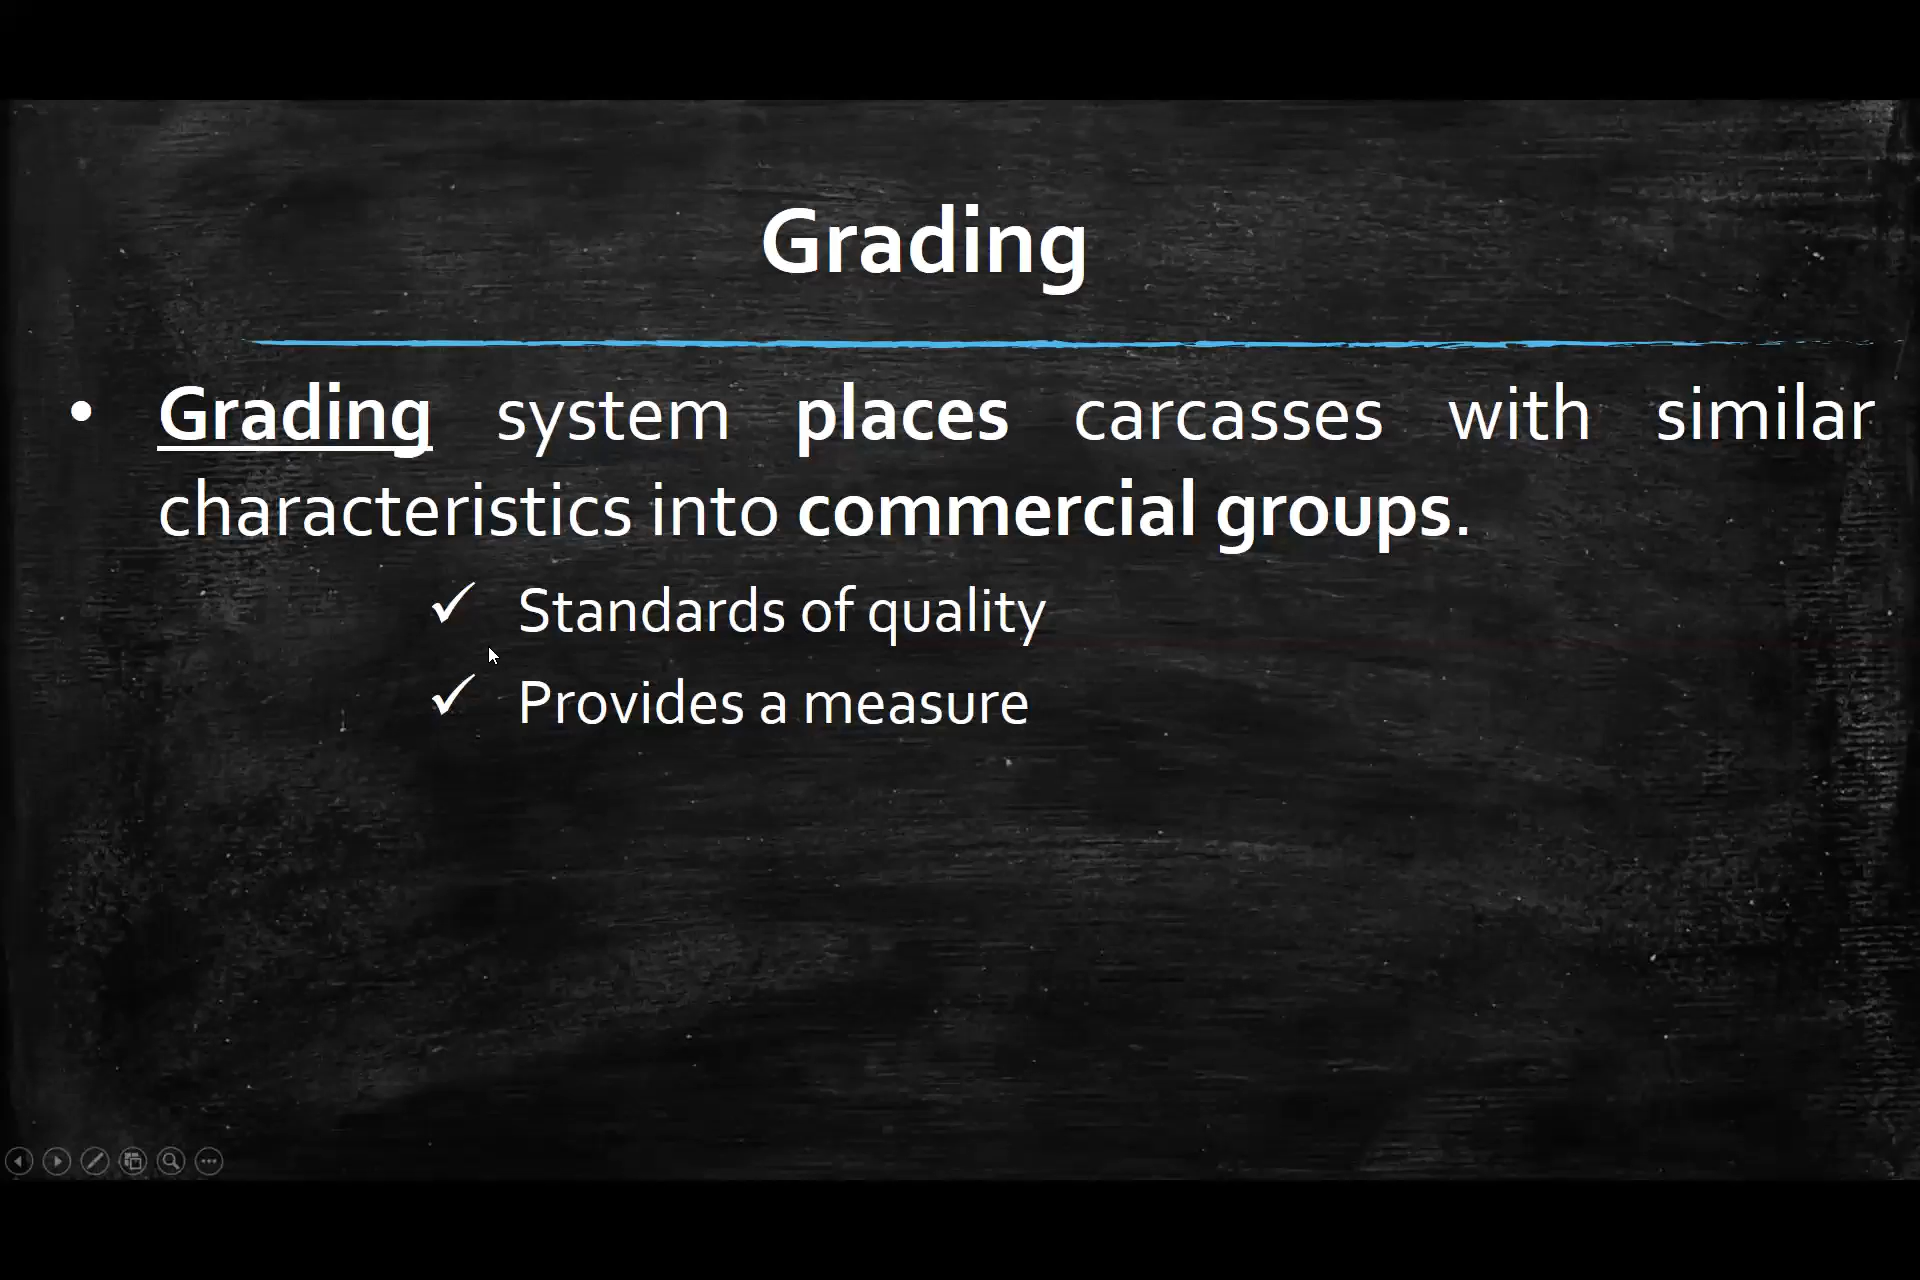 Grading
• Grading system places carcasses with similar
characteristics into commercial groups.
✓ Standards of quality
✓ Provides a measure